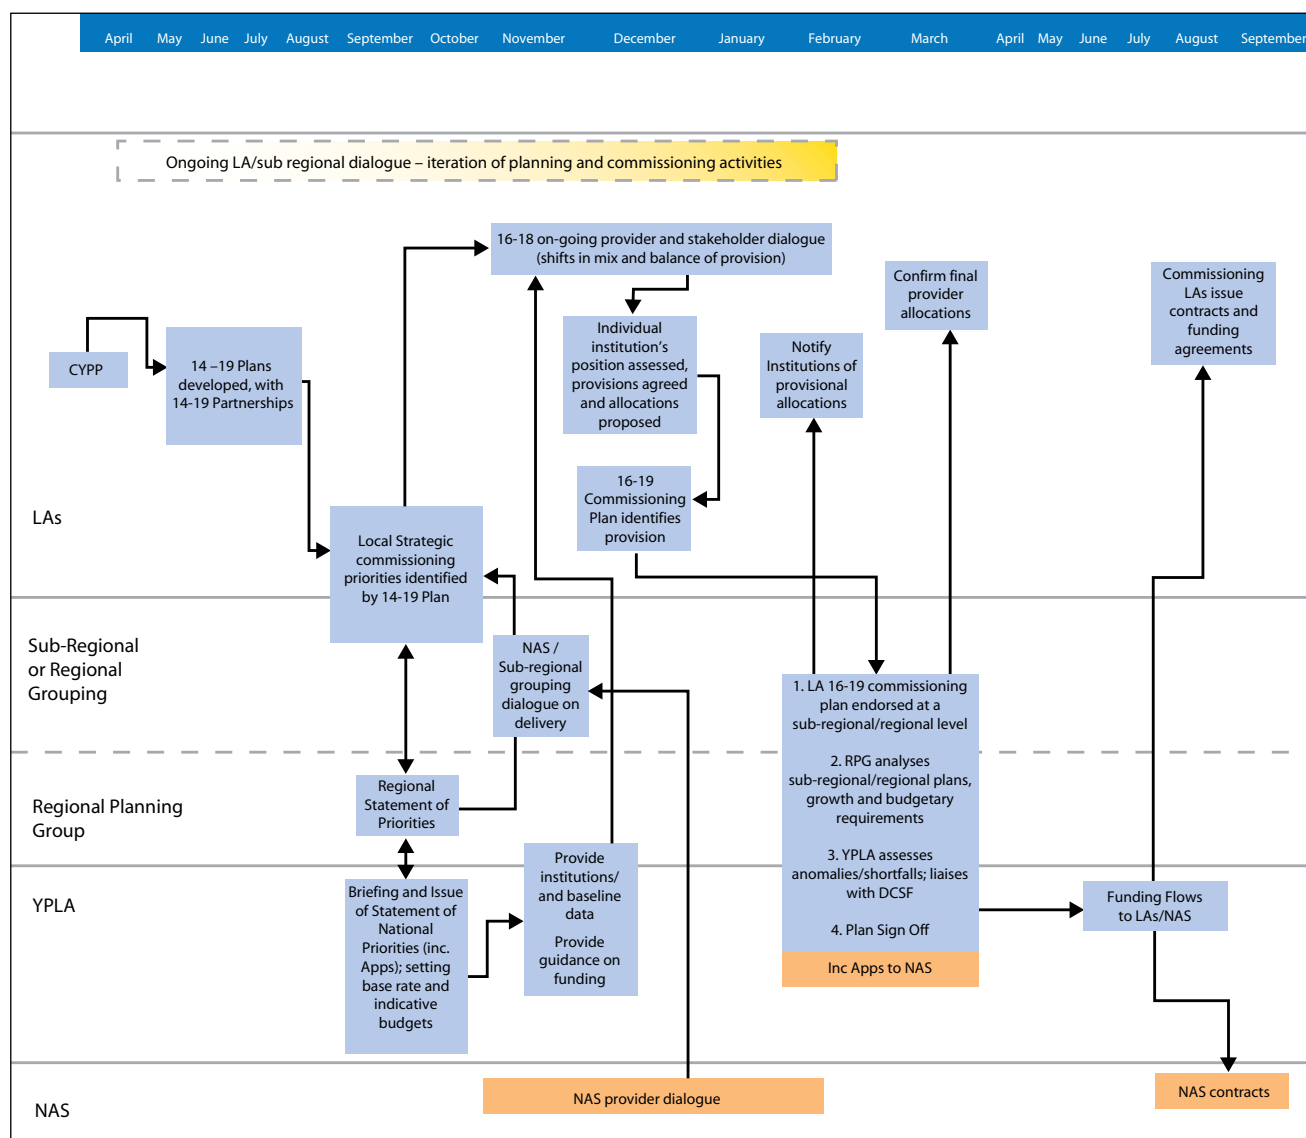 April May June July August September October November December January February March April May June July August September
Ongoing LA/sub regional dialogue – iteration of planning and commissioning activities
16-18 on-going provider and stakeholder dialogue
(shifts in mix and balance of provision)
Confirm final
provider
allocations
Commissioning
LAs issue
contracts and
funding
agreements
CYPP
14 –19 Plans
developed, with
14-19 Partnerships
Individual
institution’s
position assessed,
provisions agreed
and allocations
proposed
Notify
Institutions of
provisional
allocations
16-19
Commissioning
Plan identifies
provision
LAs
Local Strategic
commissioning
priorities identified
by 14-19 Plan
Sub-Regional
or Regional
Grouping
NAS /
Sub-regional
grouping
dialogue on
delivery
1. LA 16-19 commissioning
plan endorsed at a
sub-regional/regional level
2. RPG analyses
sub-regional/regional plans,
growth and budgetary
requirements
3. YPLA assesses
anomalies/shortfalls; liaises
with DCSF
4. Plan Sign Off
Inc Apps to NAS
Regional Planning
Group
Regional
Statement of
Priorities
YPLA
Briefing and Issue
of Statement of
National
Priorities (inc.
Apps); setting
base rate and
indicative
budgets
Provide
institutions/
and baseline
data
Provide
guidance on
funding
Funding Flows
to LAs/NAS
NAS
NAS provider dialogue
NAS contracts